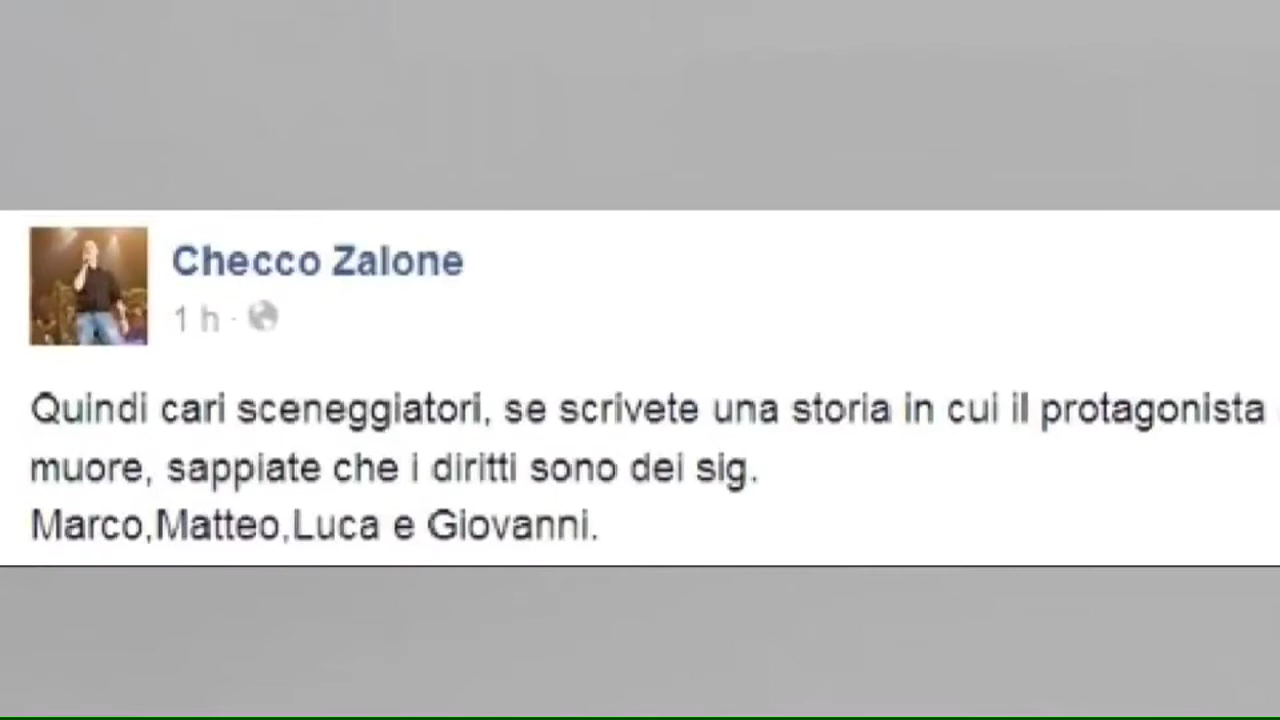 Checco Zalone
1 h ·
Quindi cari sceneggiatori, se scrivete una storia in cui il protagonista
muore, sappiate che i diritti sono dei sig.
Marco,Matteo,Luca e Giovanni.